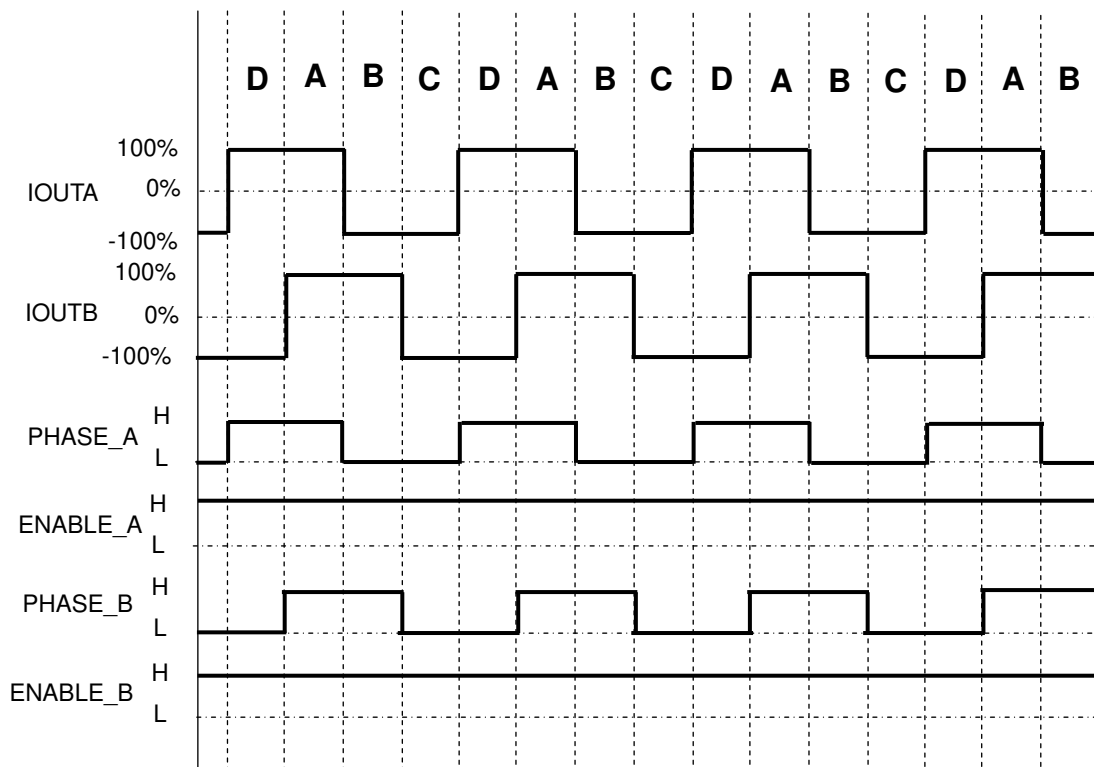 D A B C D A B C D A B C D A B
100%
IOUTA
0%
-100%
100%
IOUTB
0%
-100%
H
PHASE_A
L
H
ENABLE_A
L
H
PHASE_B
L
H
ENABLE_B
L